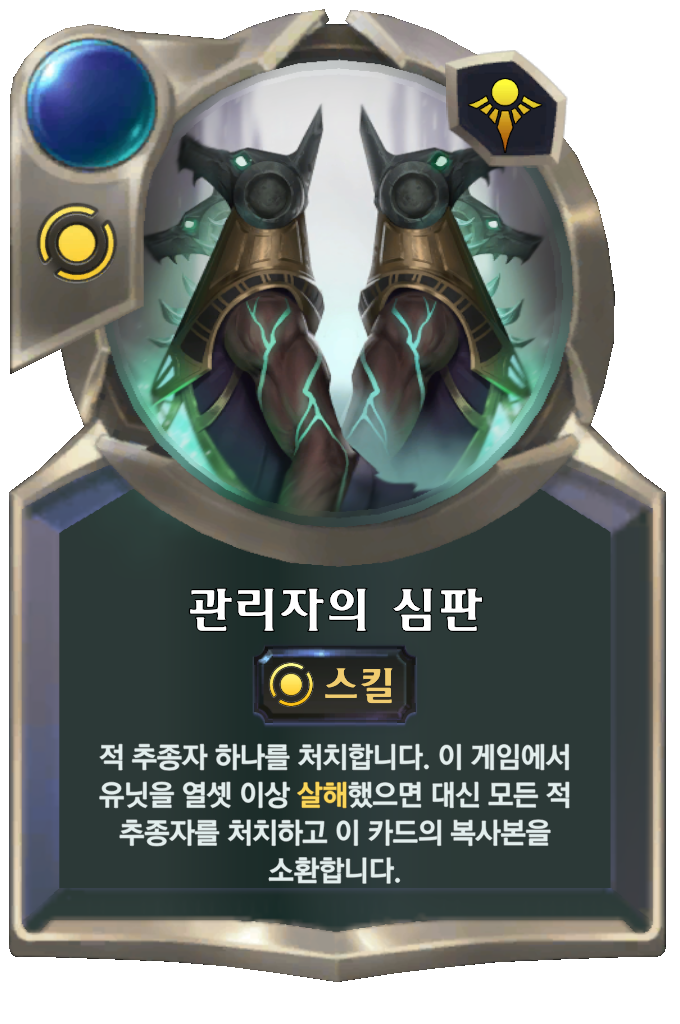 관리자의 심판
스킬
적 추종자 하나를 처치합니다. 이 게임에서
유닛을 열셋 이상 살해했으면 대신 모든 적
추종자를 처치하고 이 카드의 복사본을
소환합니다.